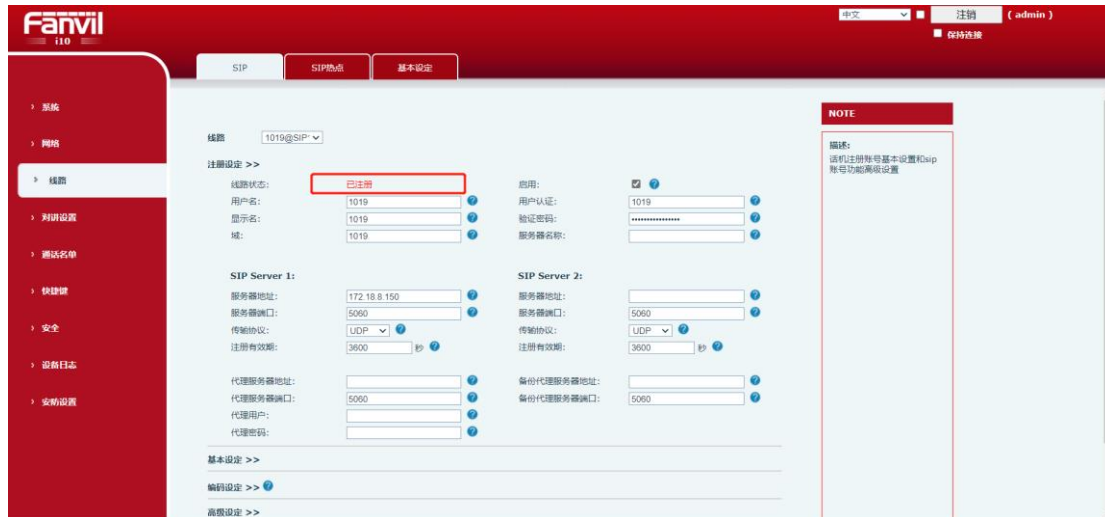 Fanvil
i10
中文 注销 ( admin )
保持连接
SIP SIP热点 基本设定
› 系统
› 网络
› 线路
› 对讲设置
› 通话名单
› 快捷键
› 安全
› 设备日志
› 安防设置
线路 1019@SIP
注册设定 >>
线路状态: 已注册 启用:
用户名: 1019 用户认证: 1019
显示名: 1019 验证密码: ••••••••••••••••
域: 1019 服务器名称:
SIP Server 1: SIP Server 2:
服务器地址: 172.18.8.150 服务器地址:
服务器端口: 5060 服务器端口: 5060
传输协议: UDP 传输协议: UDP
注册有效期: 3600 秒 注册有效期: 3600 秒
代理服务器地址: 备份代理服务器地址:
代理服务器端口: 5060 备份代理服务器端口: 5060
代理用户:
代理密码:
基本设定 >>
编码设定 >>
高级设定 >>
NOTE
描述:
话机注册账号基本设置和sip
账号功能高级设置